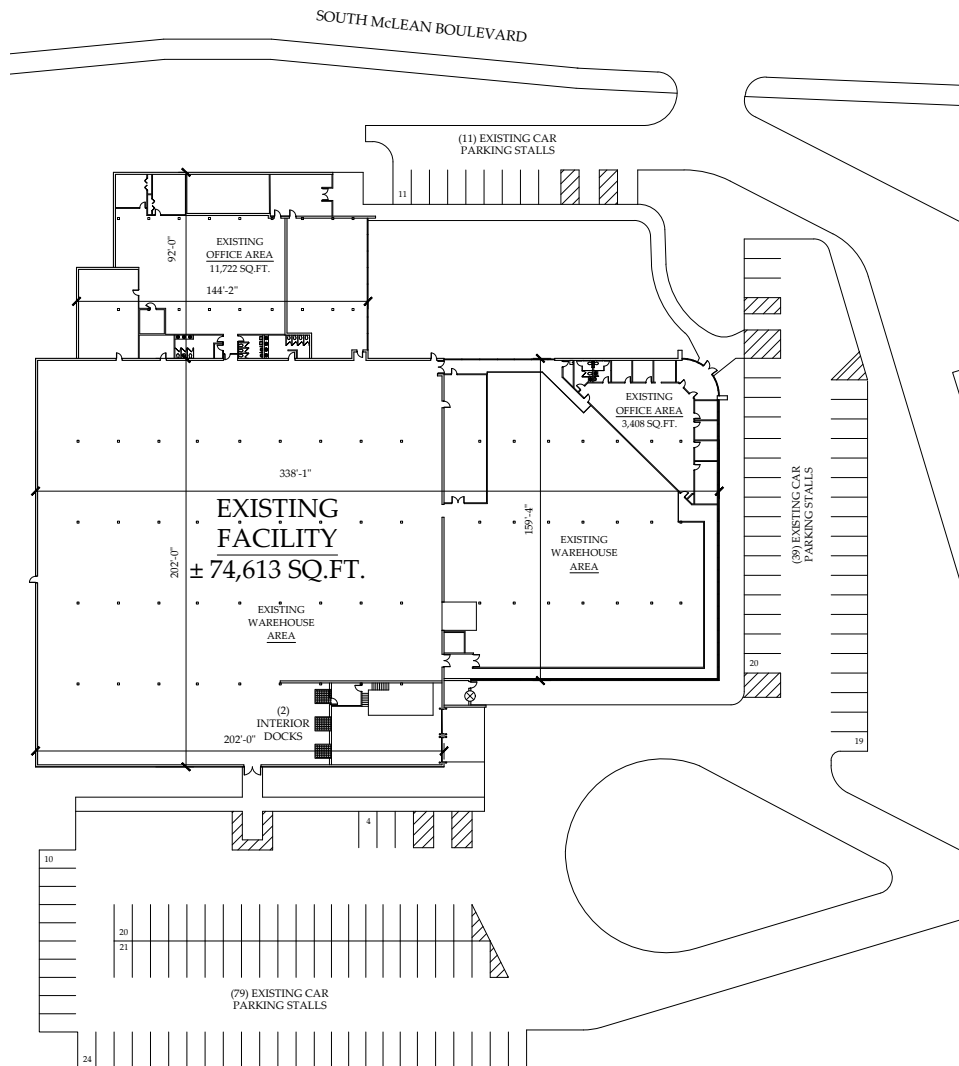 SOUTH McLEAN BOULEVARD
(11) EXISTING CAR
PARKING STALLS
11
92'-0"
EXISTING
OFFICE AREA
11,722 SQ.FT.
144'-2"
EXISTING
OFFICE AREA
3,408 SQ.FT.
338'-1"
EXISTING
FACILITY
± 74,613 SQ.FT.
202'-0"
159'-4"
EXISTING
WAREHOUSE
AREA
(39) EXISTING CAR
PARKING STALLS
EXISTING
WAREHOUSE
AREA
20
19
(2)
INTERIOR
DOCKS
202'-0"
4
10
20
21
(79) EXISTING CAR
PARKING STALLS
24